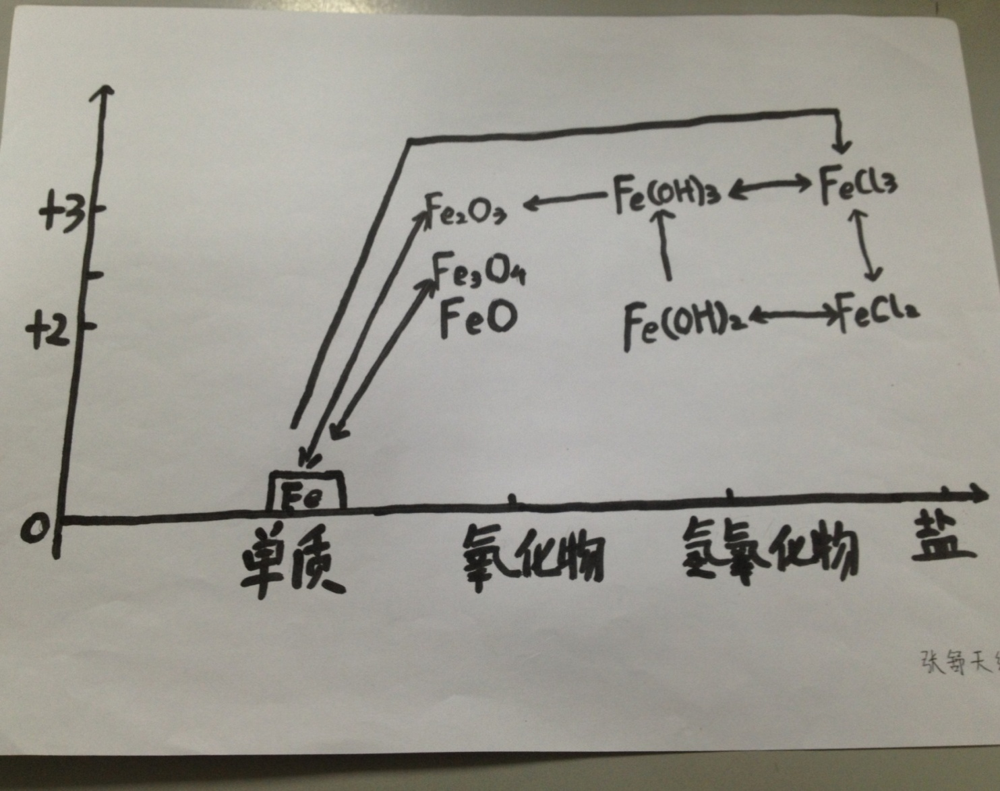 +3
Fe₂O₃
Fe(OH)₃
FeCl₃
Fe₃O₄
+2
FeO
Fe(OH)₂
FeCl₂
Fe
0
单质
氧化物
氢氧化物
盐
张舒天